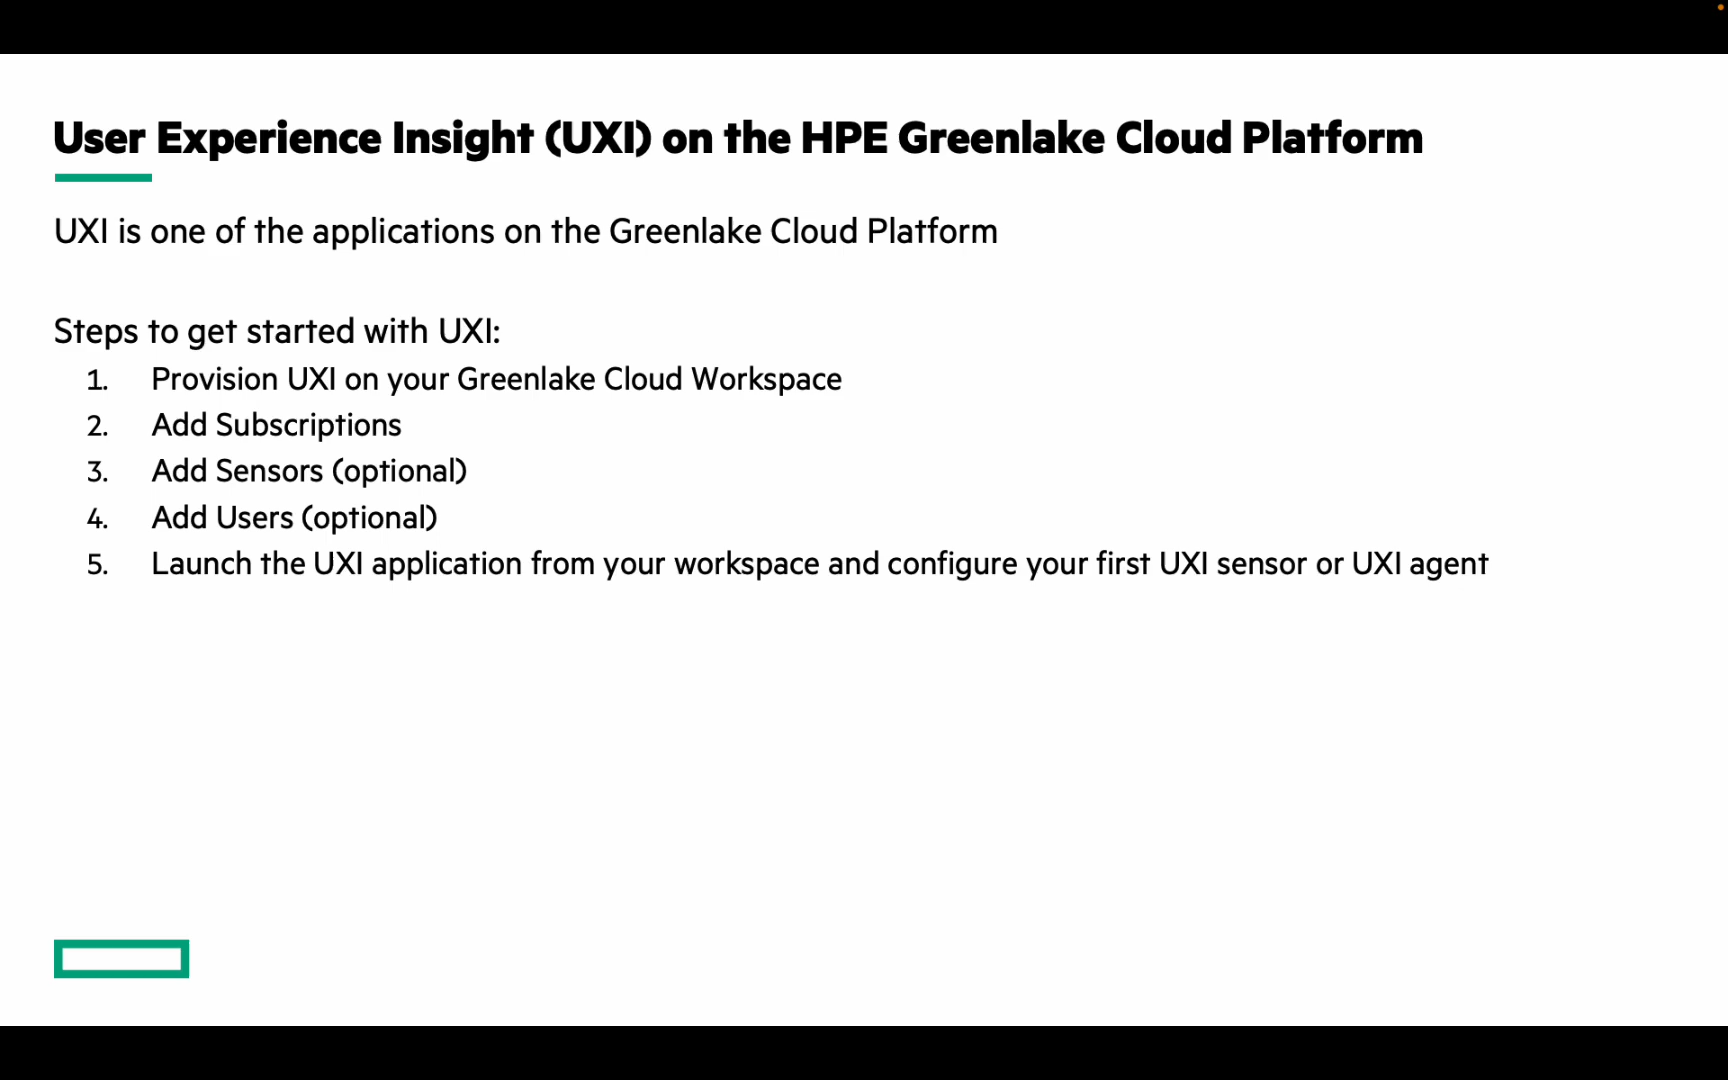 User Experience Insight (UXI) on the HPE Greenlake Cloud Platform
UXI is one of the applications on the Greenlake Cloud Platform
Steps to get started with UXI:
1. Provision UXI on your Greenlake Cloud Workspace
2. Add Subscriptions
3. Add Sensors (optional)
4. Add Users (optional)
5. Launch the UXI application from your workspace and configure your first UXI sensor or UXI agent